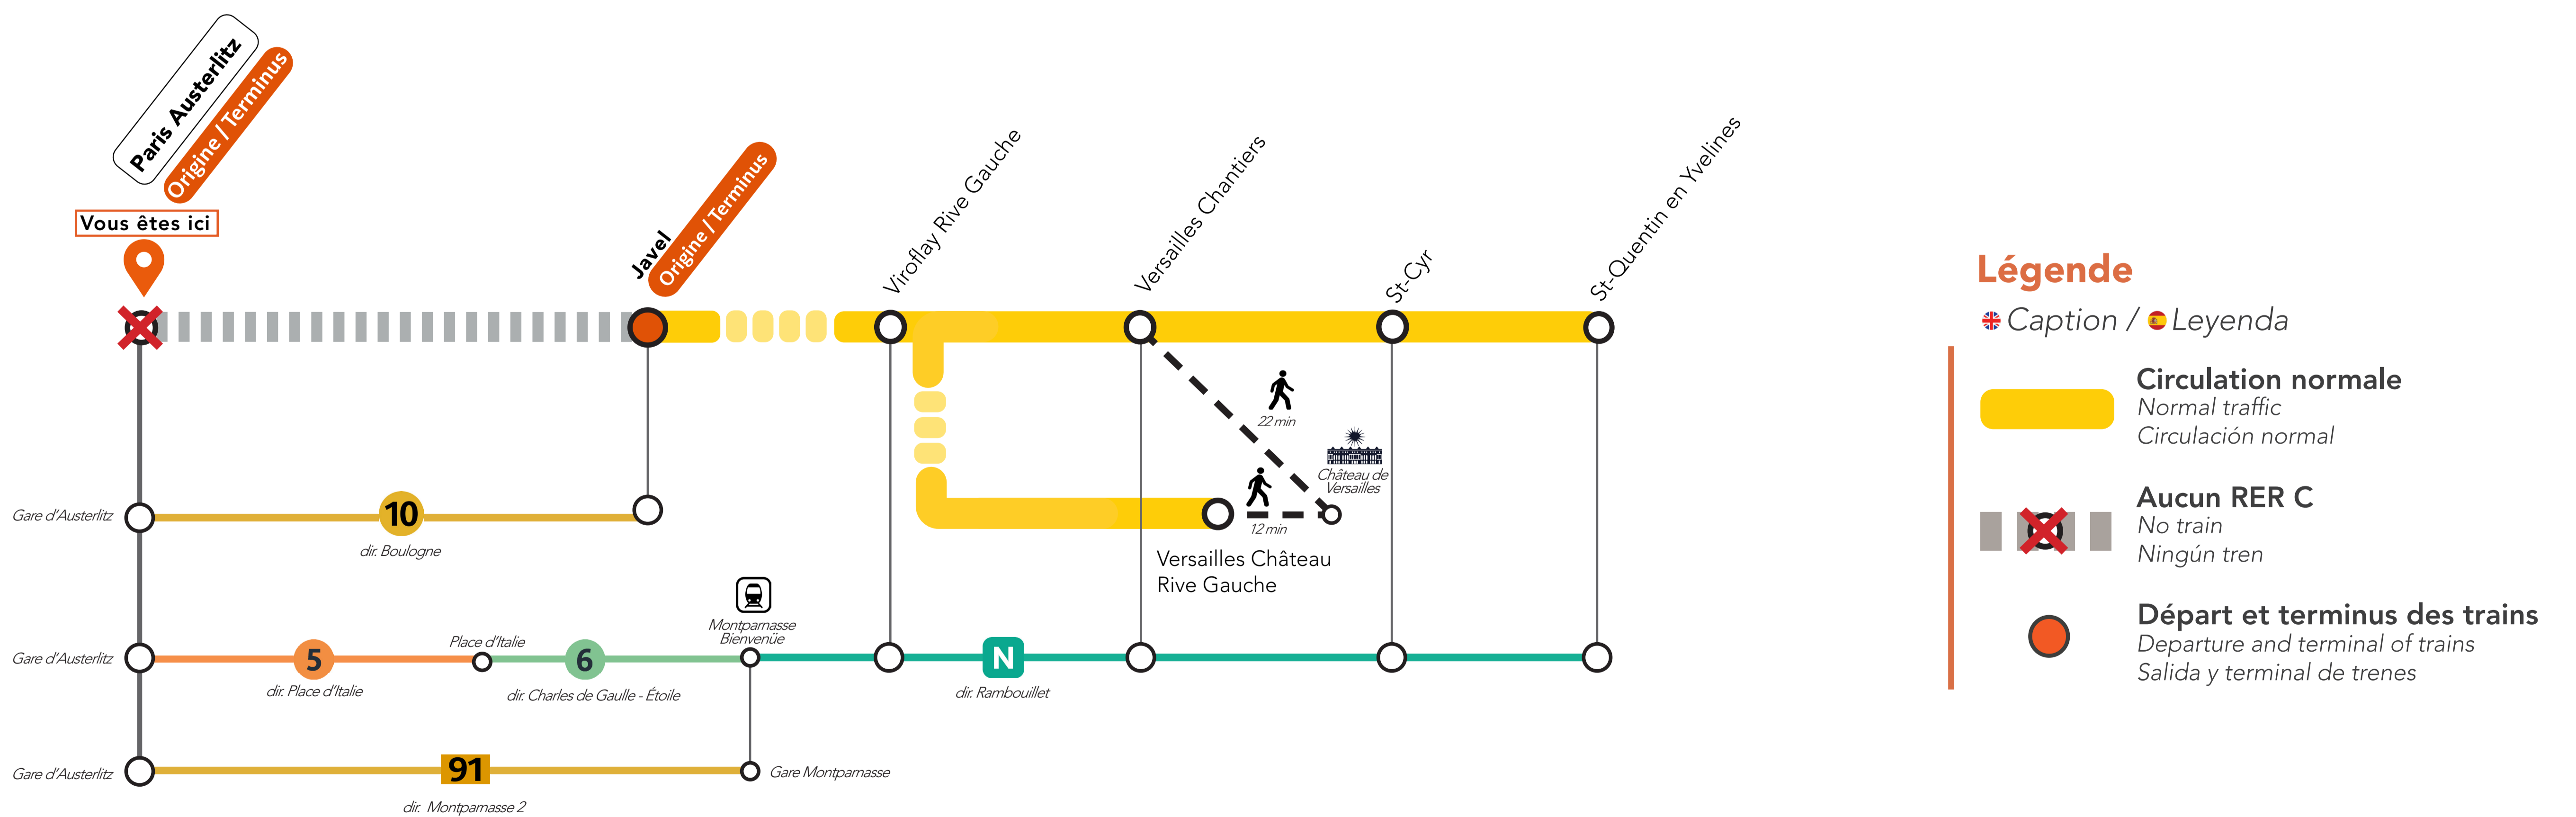 Paris Austerlitz
Origine / Terminus
Vous êtes ici
Javel
Origine / Terminus
Viroflay Rive Gauche
Versailles Chantiers
St-Cyr
St-Quentin en Yvelines
22 min
Château de
Versailles
12 min
Versailles Château
Rive Gauche
Gare d'Austerlitz
10
dir. Boulogne
Gare d'Austerlitz
5
dir. Place d'Italie
Place d'Italie
6
dir. Charles de Gaulle - Étoile
Montparnasse
Bienvenüe
N
dir. Rambouillet
Gare d'Austerlitz
91
dir. Montparnasse 2
Gare Montparnasse
Légende
Caption / Leyenda
Circulation normale
Normal traffic
Circulación normal
Aucun RER C
No train
Ningún tren
Départ et terminus des trains
Departure and terminal of trains
Salida y terminal de trenes